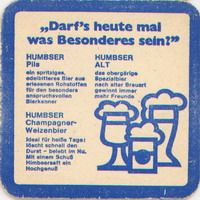 „Darf's heute mal
was Besonderes sein?"
HUMBSER
Pils
ein spritziges,
edelbitteres Bier aus
erlesenen Rohstoffen
für den besonders
anspruchsvollen
Bierkenner
HUMBSER
ALT
das obergärige
Spezialbier
nach alter Brauart
gewinnt immer
mehr Freunde
HUMBSER
Champagner-
Weizenbier
Ideal für heiße Tage:
löscht schnell den
Durst - belebt im Nu.
Mit einem Schuß
Himbeersaft ein
Hochgenuß